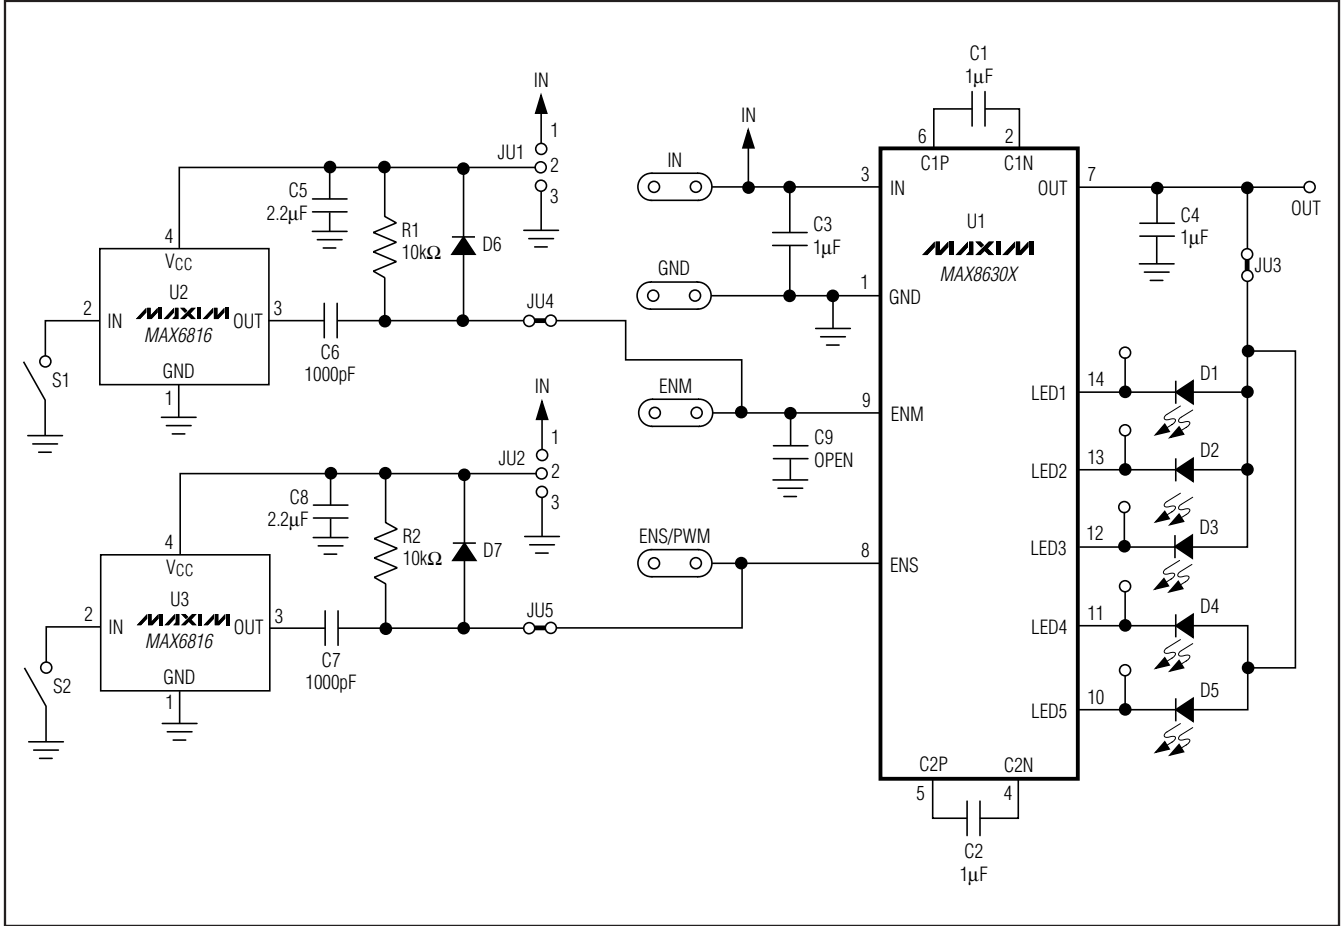 IN
1
JU1
2
3
C5
2.2µF
R1
10kΩ
D6
4
VCC
U2
MAXIM
MAX6816
2
IN
OUT
3
GND
1
S1
C6
1000pF
JU4
IN
1
JU2
2
3
C8
2.2µF
R2
10kΩ
D7
4
VCC
U3
MAXIM
MAX6816
2
IN
OUT
3
GND
1
S2
C7
1000pF
JU5
IN
IN
C3
1µF
GND
ENM
C9
OPEN
ENS/PWM
C1
1µF
6
2
C1P
C1N
3
IN
OUT
7
U1
MAXIM
MAX8630X
1
GND
9
ENM
8
ENS
LED1
14
LED2
13
LED3
12
LED4
11
LED5
10
C2P
C2N
5
4
C2
1µF
C4
1µF
OUT
JU3
D1
D2
D3
D4
D5